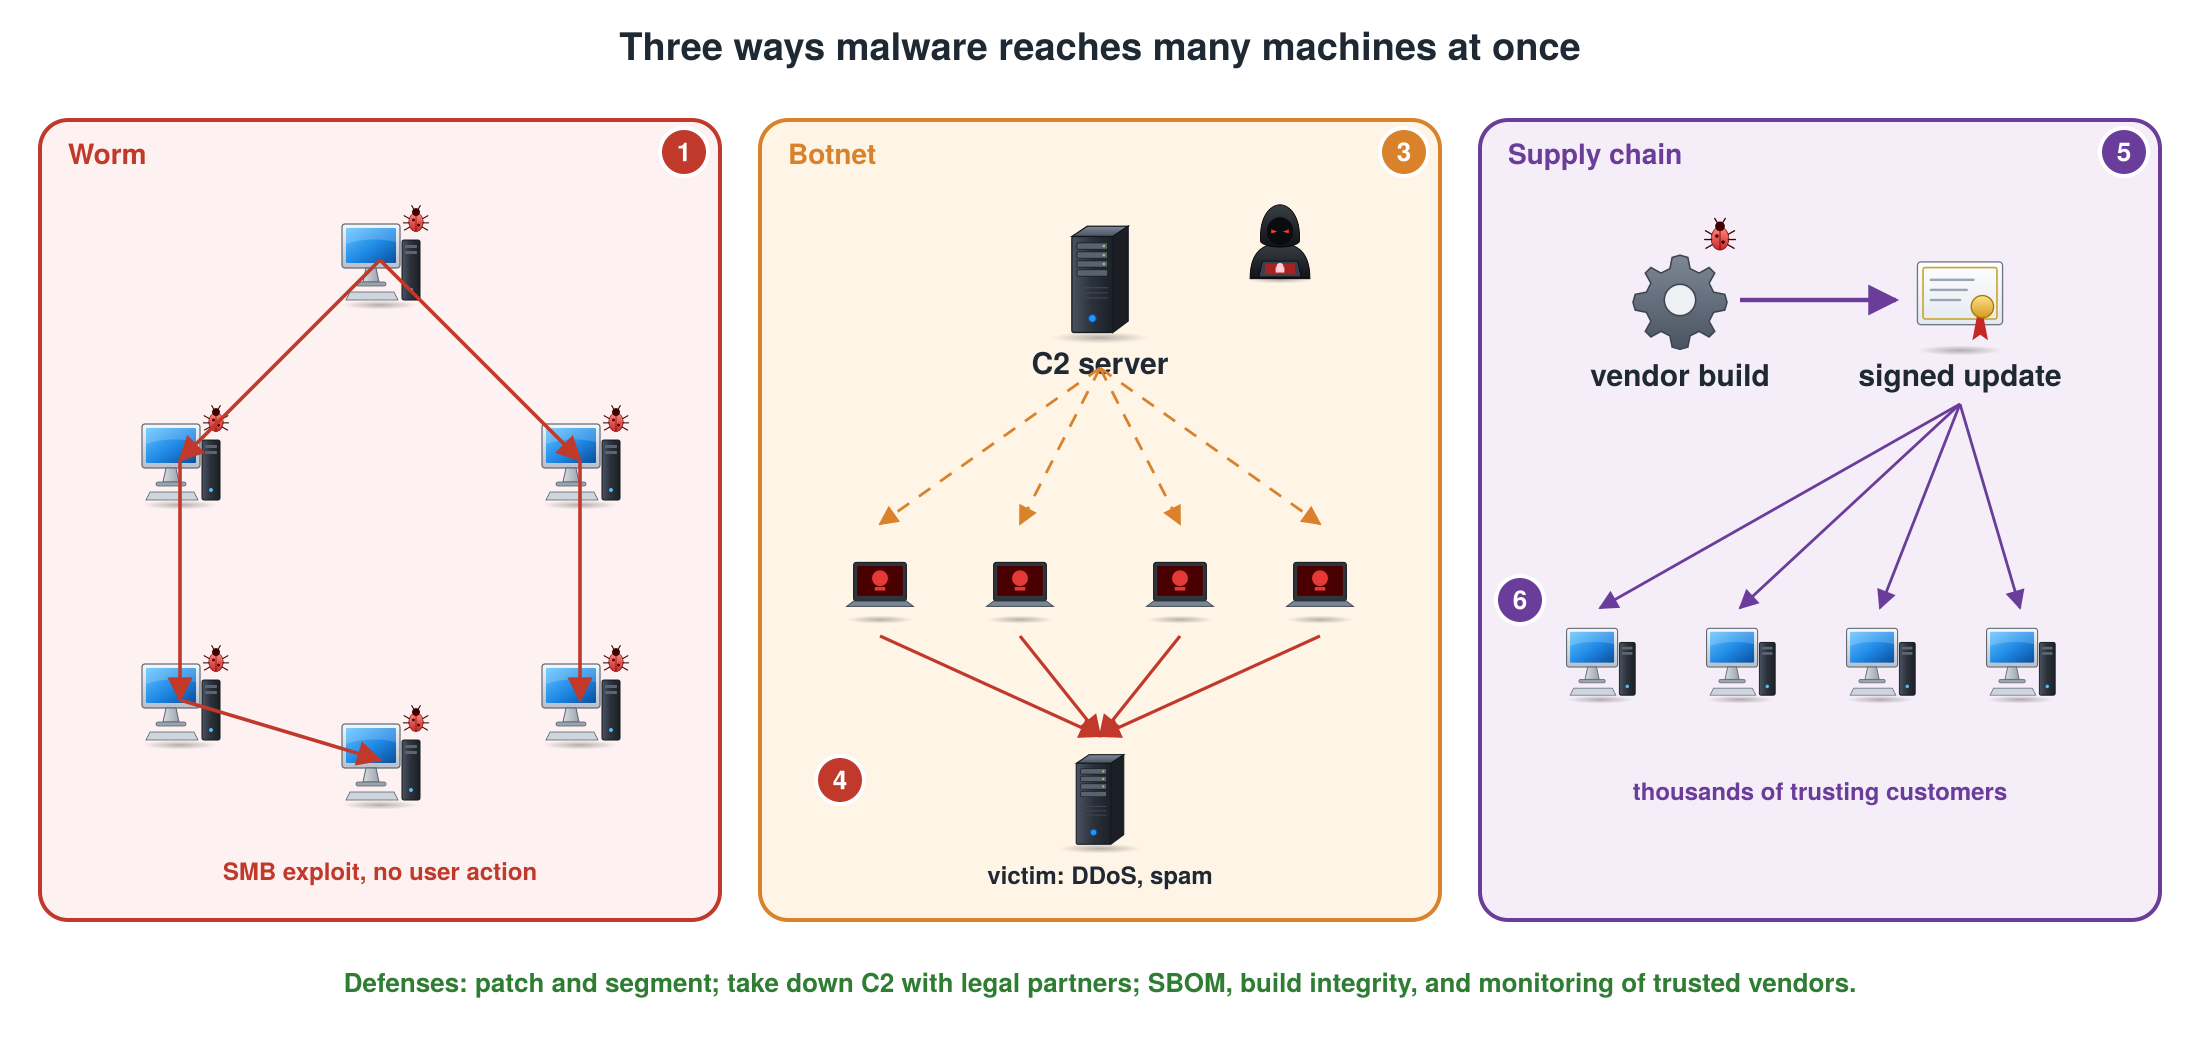 Three ways malware reaches many machines at once
Worm
1
SMB exploit, no user action
Botnet
3
C2 server
4
victim: DDoS, spam
Supply chain
5
vendor build
signed update
6
thousands of trusting customers
Defenses: patch and segment; take down C2 with legal partners; SBOM, build integrity, and monitoring of trusted vendors.